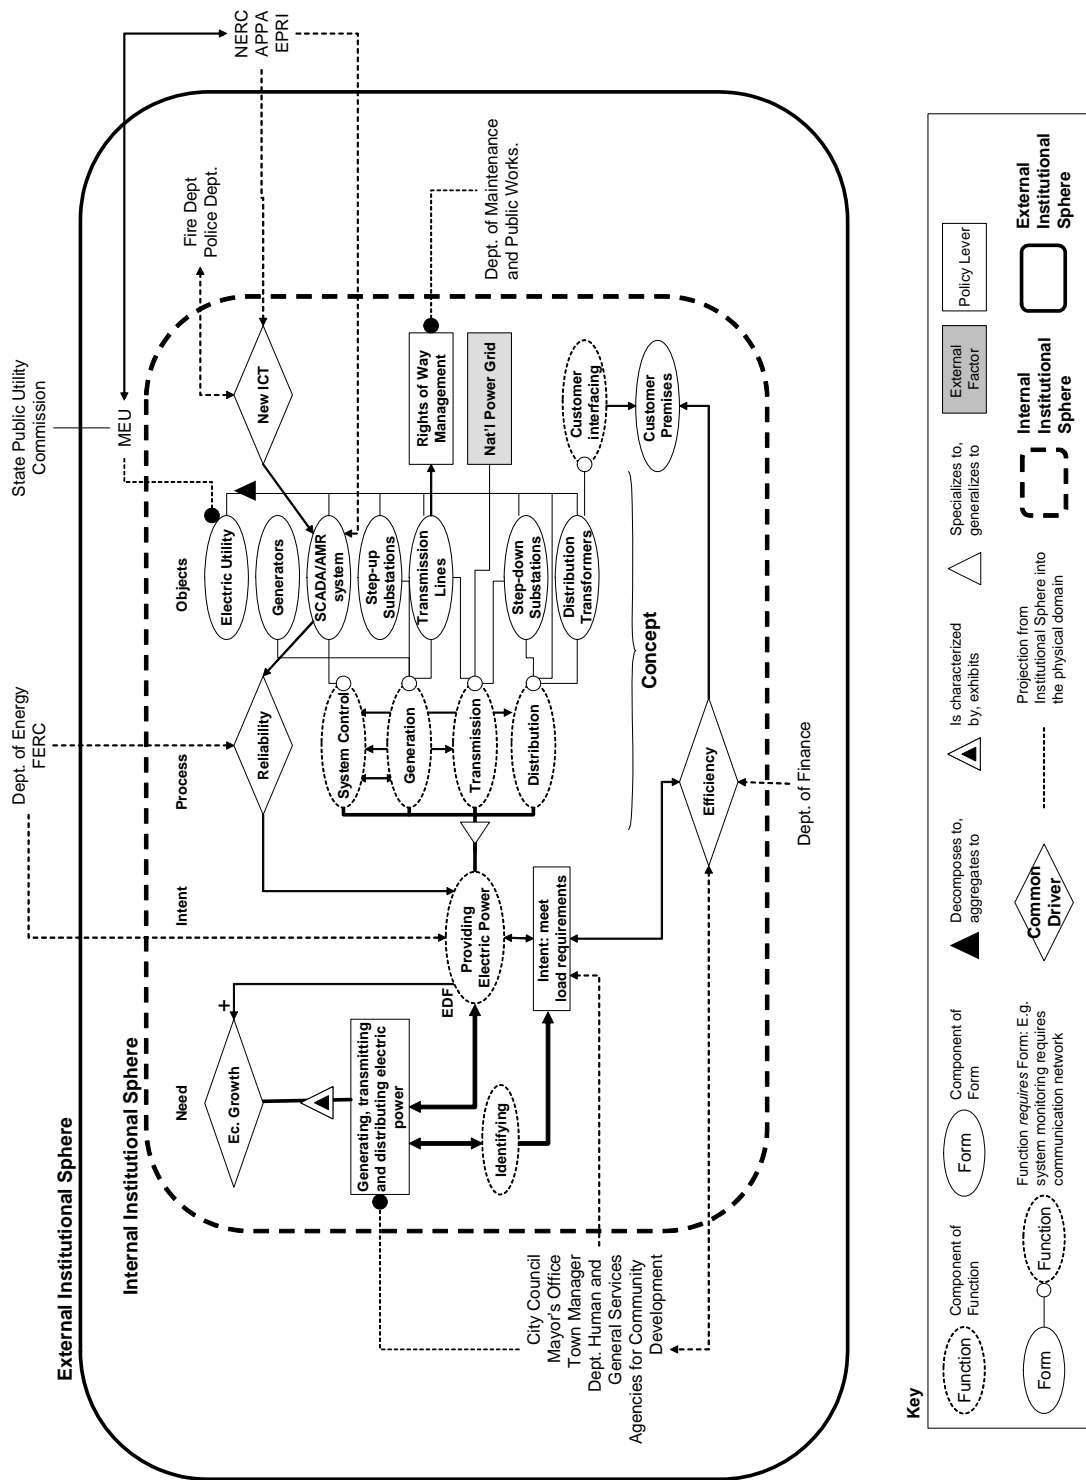 External Institutional Sphere
Internal Institutional Sphere
State Public Utility
Commission
Dept. of Energy
FERC
MEU
NERC
APPA
EPRI
Fire Dept
Police Dept.
Dept. of Maintenance
and Public Works.
Need
Intent
Process
Objects
Ec. Growth
+
Reliability
New ICT
Electric Utility
Generators
SCADA/AMR
system
Step-up
Substations
Transmission
Lines
Step-down
Substations
Distribution
Transformers
Rights of Way
Management
Nat'l Power Grid
Customer
interfacing
Customer
Premises
System Control
Generation
Transmission
Distribution
Concept
EDF
Providing
Electric Power
Intent: meet
load requirements
Generating, transmitting
and distributing electric
power
Identifying
Efficiency
City Council
Mayor's Office
Town Manager
Dept. Human and
General Services
Agencies for Community
Development
Dept. of Finance
Key
Function
Component of
Function
Form
Component of
Form
Decomposes to,
aggregates to
Is characterized
by, exhibits
Specializes to,
generalizes to
External
Factor
Policy Lever
Form
Function
Function requires Form: E.g.
system monitoring requires
communication network
Common
Driver
Projection from
Institutional Sphere into
the physical domain
Internal
Institutional
Sphere
External
Institutional
Sphere